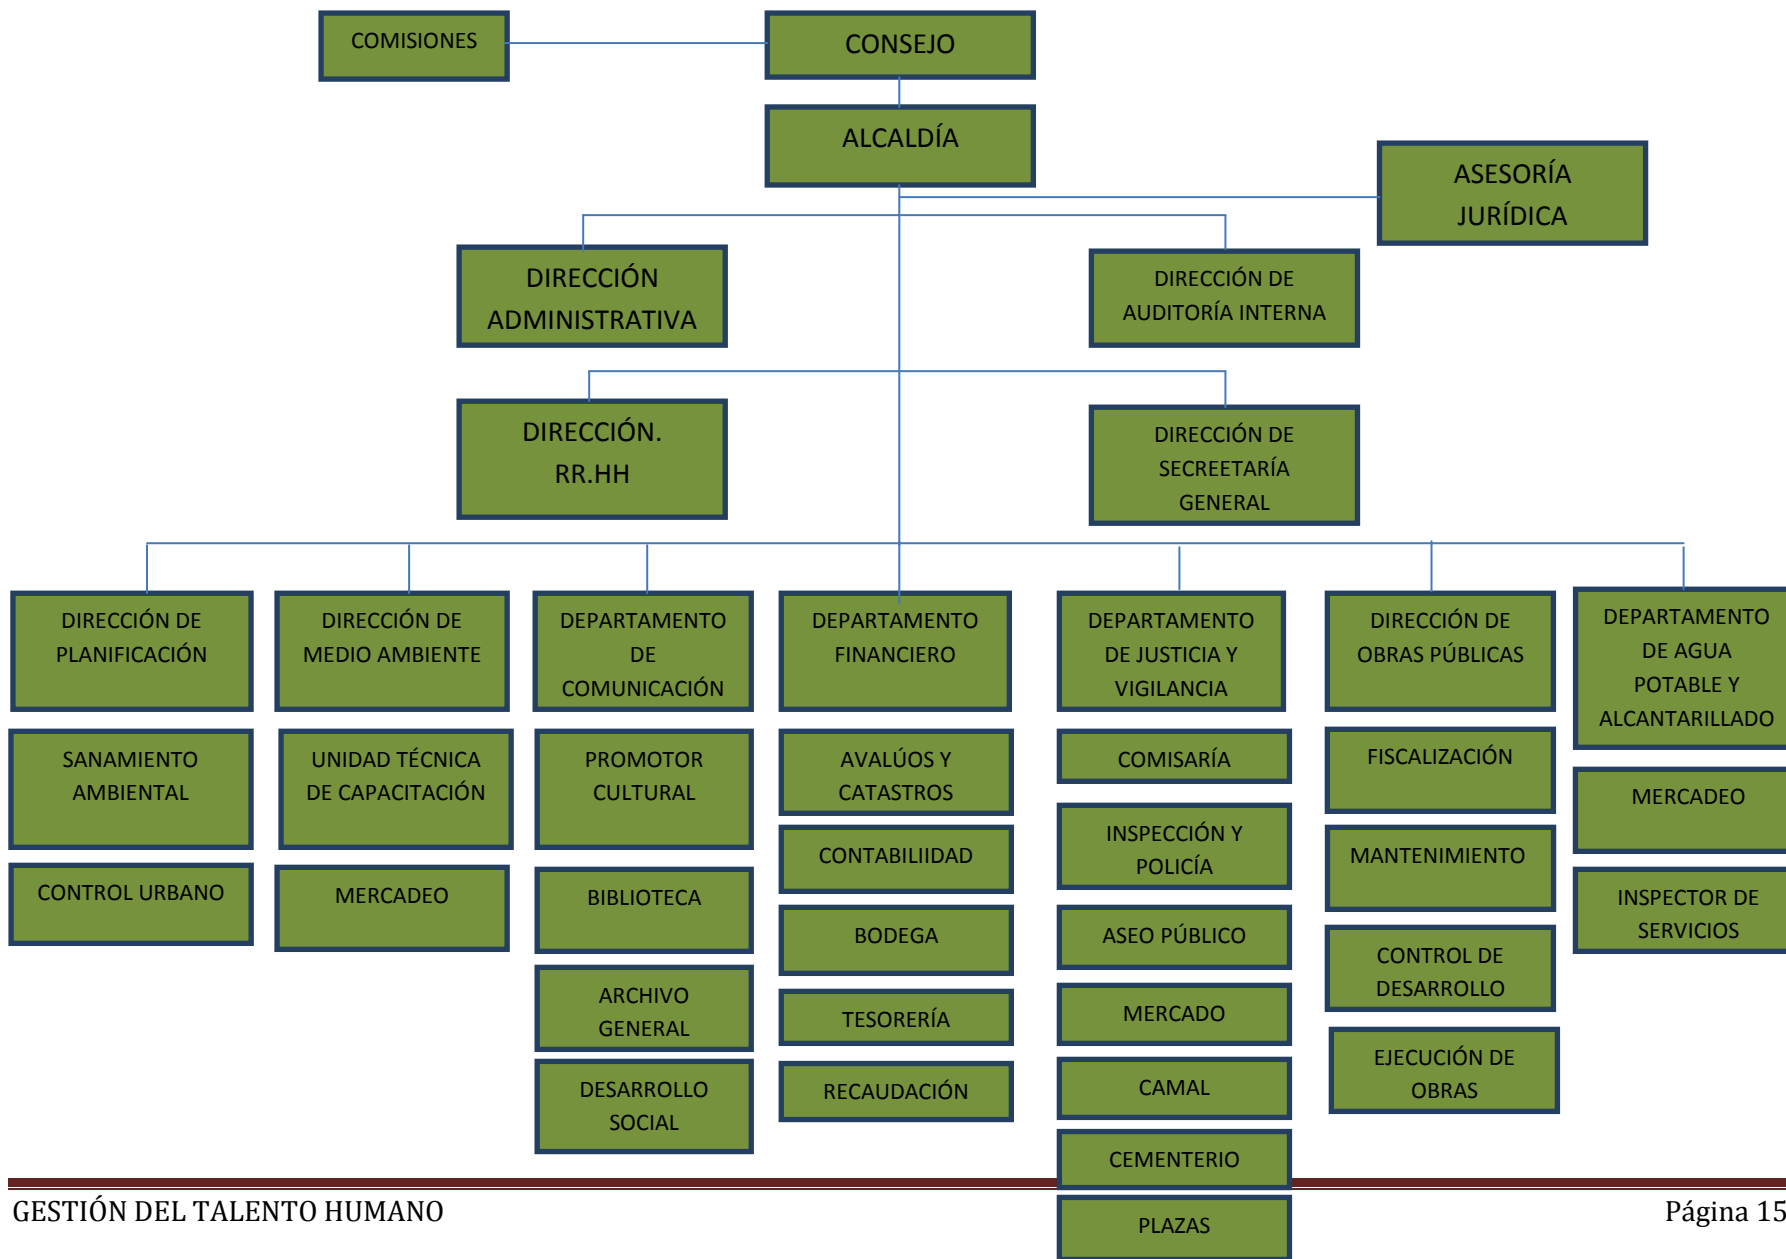 COMISIONES
CONSEJO
ALCALDÍA
ASESORÍA
JURÍDICA
DIRECCIÓN
ADMINISTRATIVA
DIRECCIÓN DE
AUDITORÍA INTERNA
DIRECCIÓN.
RR.HH
DIRECCIÓN DE
SECREETARÍA
GENERAL
DIRECCIÓN DE
PLANIFICACIÓN
SANAMIENTO
AMBIENTAL
CONTROL URBANO
DIRECCIÓN DE
MEDIO AMBIENTE
UNIDAD TÉCNICA
DE CAPACITACIÓN
MERCADEO
DEPARTAMENTO
DE
COMUNICACIÓN
PROMOTOR
CULTURAL
BIBLIOTECA
ARCHIVO
GENERAL
DESARROLLO
SOCIAL
DEPARTAMENTO
FINANCIERO
AVALÚOS Y
CATASTROS
CONTABILIIDAD
BODEGA
TESORERÍA
RECAUDACIÓN
DEPARTAMENTO
DE JUSTICIA Y
VIGILANCIA
COMISARÍA
INSPECCIÓN Y
POLICÍA
ASEO PÚBLICO
MERCADO
CAMAL
CEMENTERIO
PLAZAS
DIRECCIÓN DE
OBRAS PÚBLICAS
FISCALIZACIÓN
MANTENIMIENTO
CONTROL DE
DESARROLLO
EJECUCIÓN DE
OBRAS
DEPARTAMENTO
DE AGUA
POTABLE Y
ALCANTARILLADO
MERCADEO
INSPECTOR DE
SERVICIOS
GESTIÓN DEL TALENTO HUMANO
Página 15